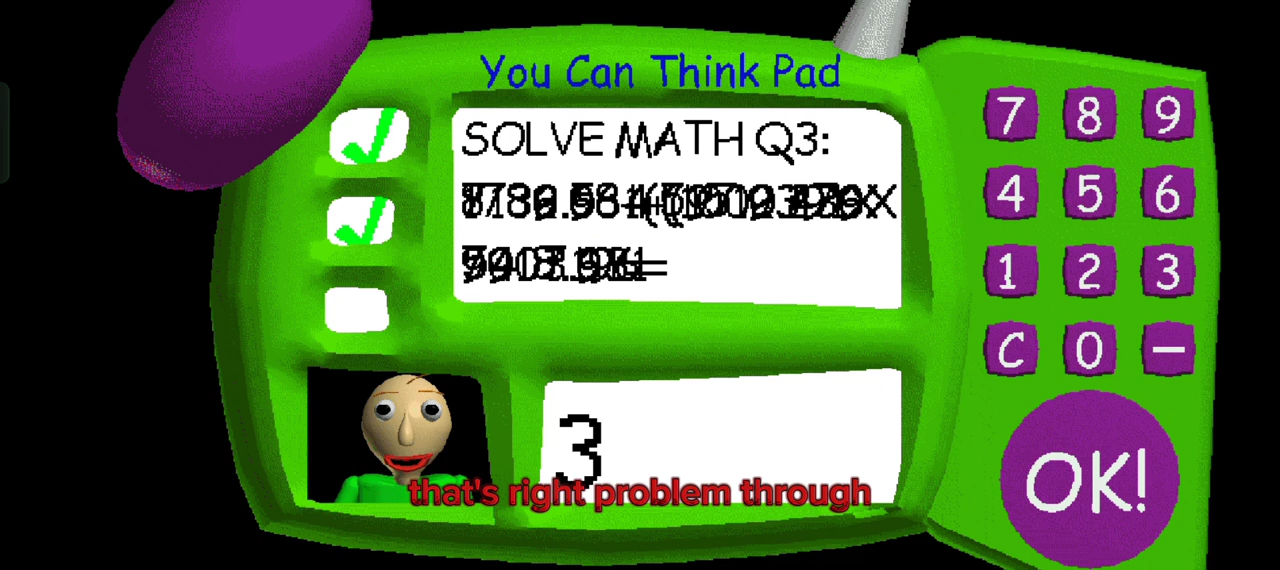 You Can Think Pad
SOLVE MATH Q3:
3
that's right problem through
7 8 9
4 5 6
1 2 3
C 0 −
OK!